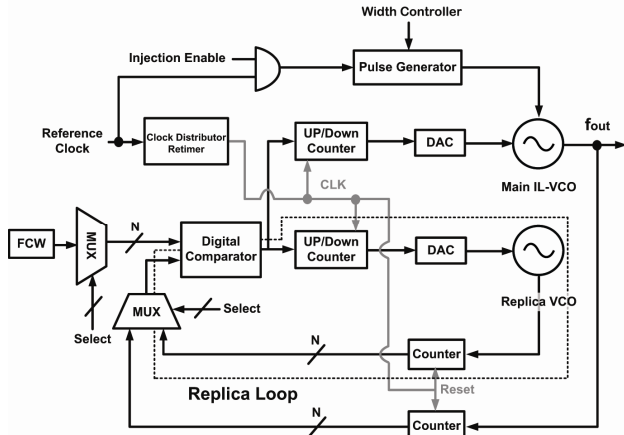 Width Controller
Injection Enable
Pulse Generator
Reference
Clock
Clock Distributor
Retimer
UP/Down
Counter
DAC
fout
Main IL-VCO
CLK
FCW
MUX
N
Digital
Comparator
UP/Down
Counter
DAC
Replica VCO
MUX
Select
Select
N
Counter
Replica Loop
Reset
N
Counter